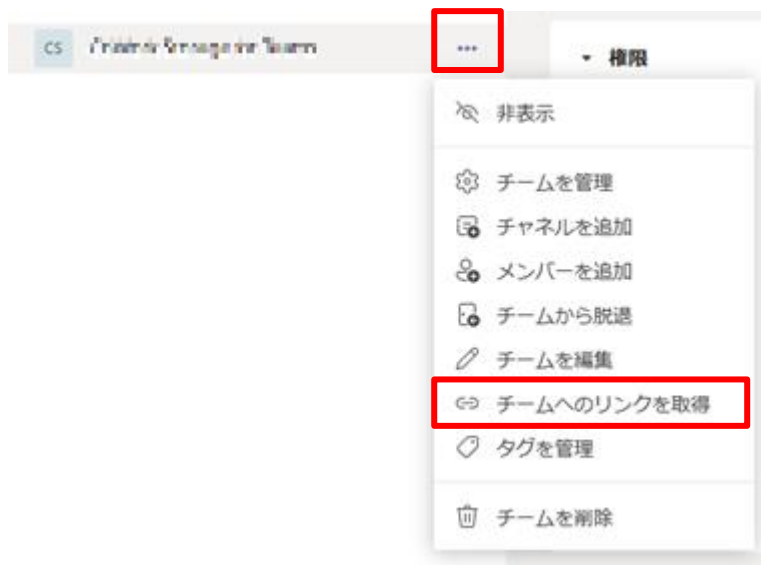 CS
...
権限
非表示
チームを管理
チャネルを追加
メンバーを追加
チームから脱退
チームを編集
チームへのリンクを取得
タグを管理
チームを削除